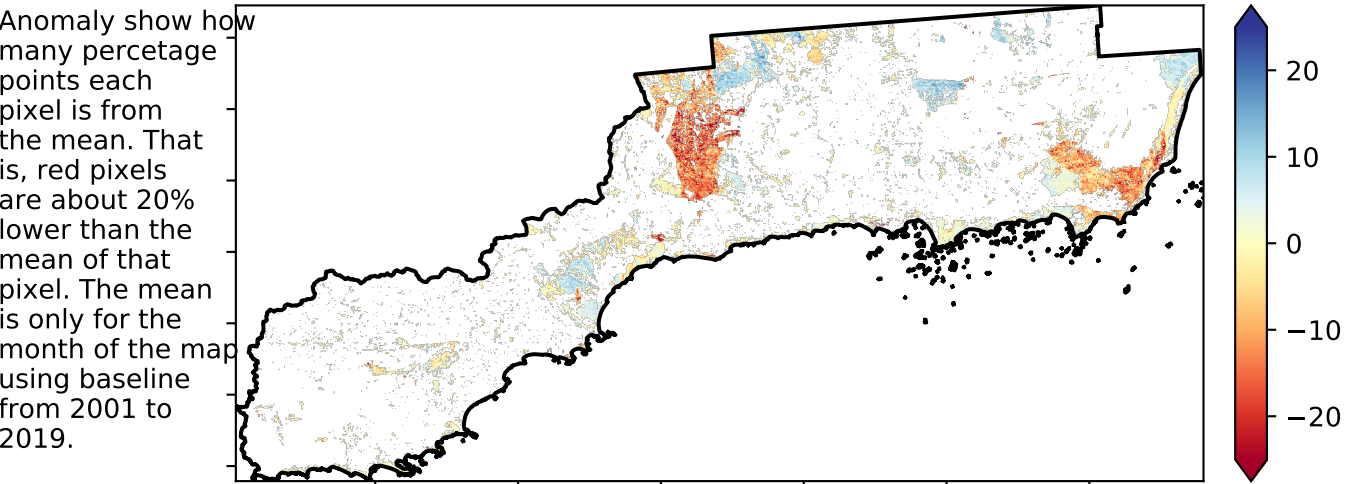 Anomaly show how
many percetage
points each
pixel is from
the mean. That
is, red pixels
are about 20%
lower than the
mean of that
pixel. The mean
is only for the
month of the map
using baseline
from 2001 to
2019.
20
10
0
−10
−20